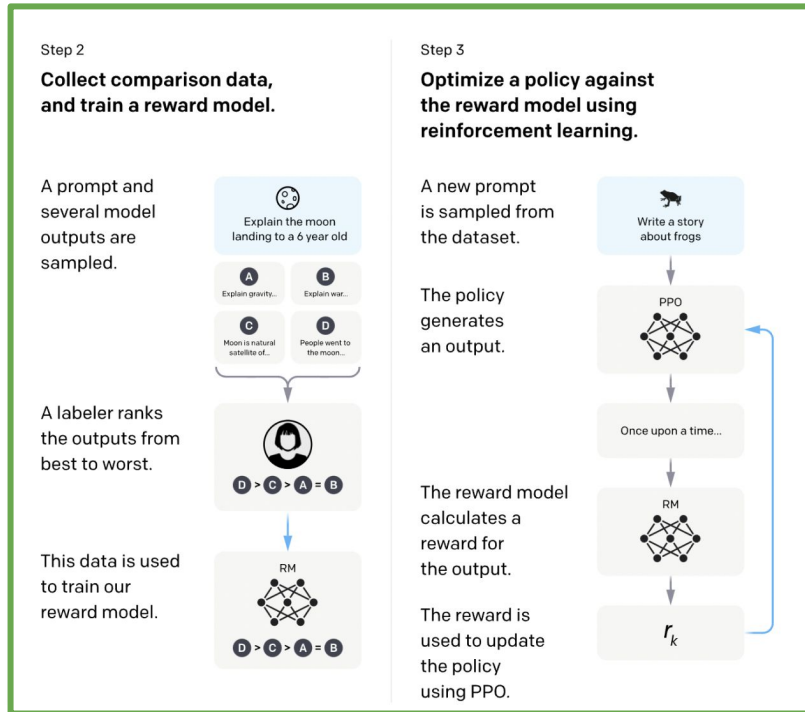 Step 2
Collect comparison data,
and train a reward model.
A prompt and
several model
outputs are
sampled.
Explain the moon
landing to a 6 year old
A
Explain gravity...
B
Explain war...
C
Moon is natural
satellite of...
D
People went to
the moon...
A labeler ranks
the outputs from
best to worst.
D > C > A = B
This data is used
to train our
reward model.
RM
D > C > A = B
Step 3
Optimize a policy against
the reward model using
reinforcement learning.
A new prompt
is sampled from
the dataset.
Write a story
about frogs
The policy
generates
an output.
PPO
Once upon a time...
The reward model
calculates a
reward for
the output.
RM
The reward is
used to update
the policy
using PPO.
rₖ